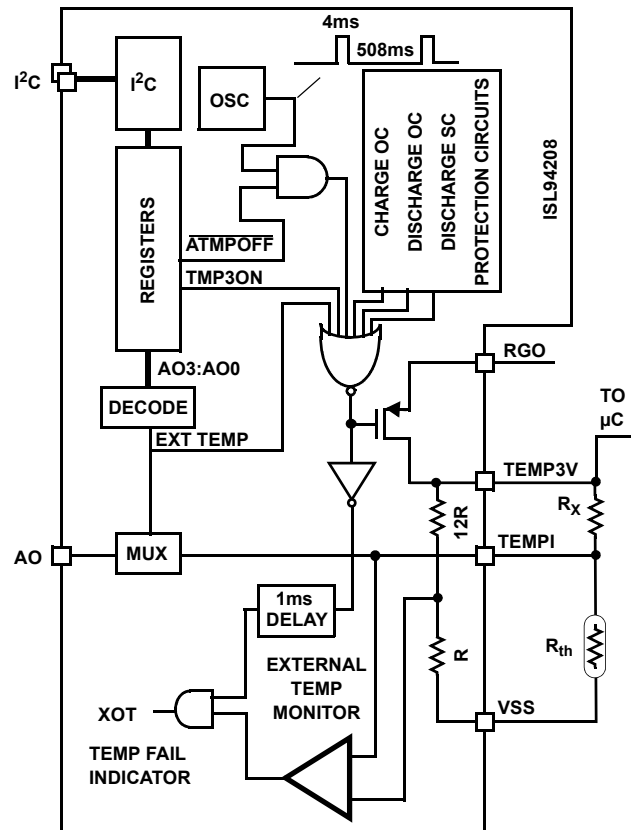 4ms
508ms
I²C
I²C
OSC
CHARGE OC
DISCHARGE OC
DISCHARGE SC
PROTECTION CIRCUITS
ISL94208
REGISTERS
ATMPOFF
TMP3ON
AO3:AO0
RGO
DECODE
TO
µC
EXT TEMP
TEMP3V
12R
RX
AO
MUX
TEMPI
1ms
DELAY
R
Rth
EXTERNAL
TEMP
MONITOR
XOT
VSS
TEMP FAIL
INDICATOR